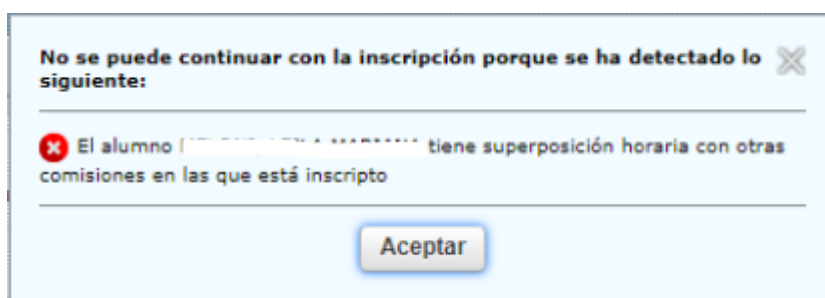 No se puede continuar con la inscripción porque se ha detectado lo
siguiente:
El alumno tiene superposición horaria con otras
comisiones en las que está inscripto
Aceptar